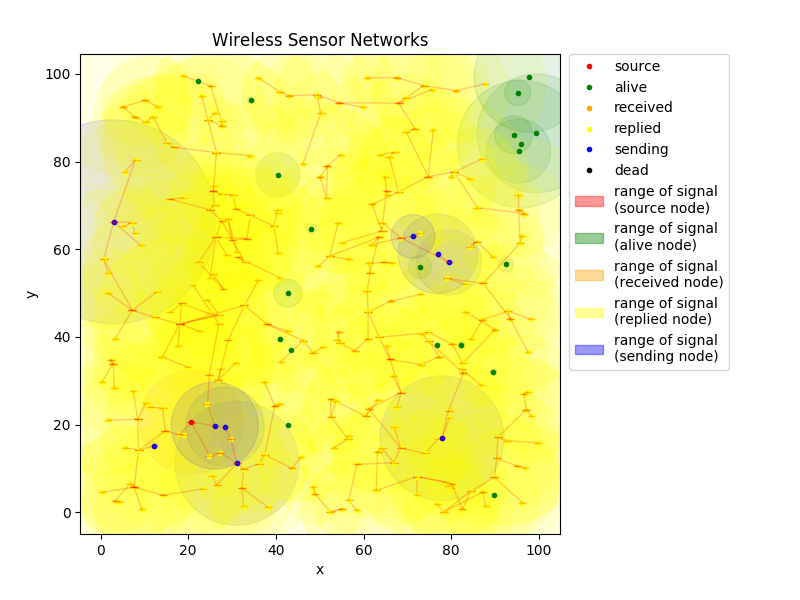 Wireless Sensor Networks
100
80
60
40
20
0
y
0
20
40
60
80
100
x
source
alive
received
replied
sending
dead
range of signal
(source node)
range of signal
(alive node)
range of signal
(received node)
range of signal
(replied node)
range of signal
(sending node)